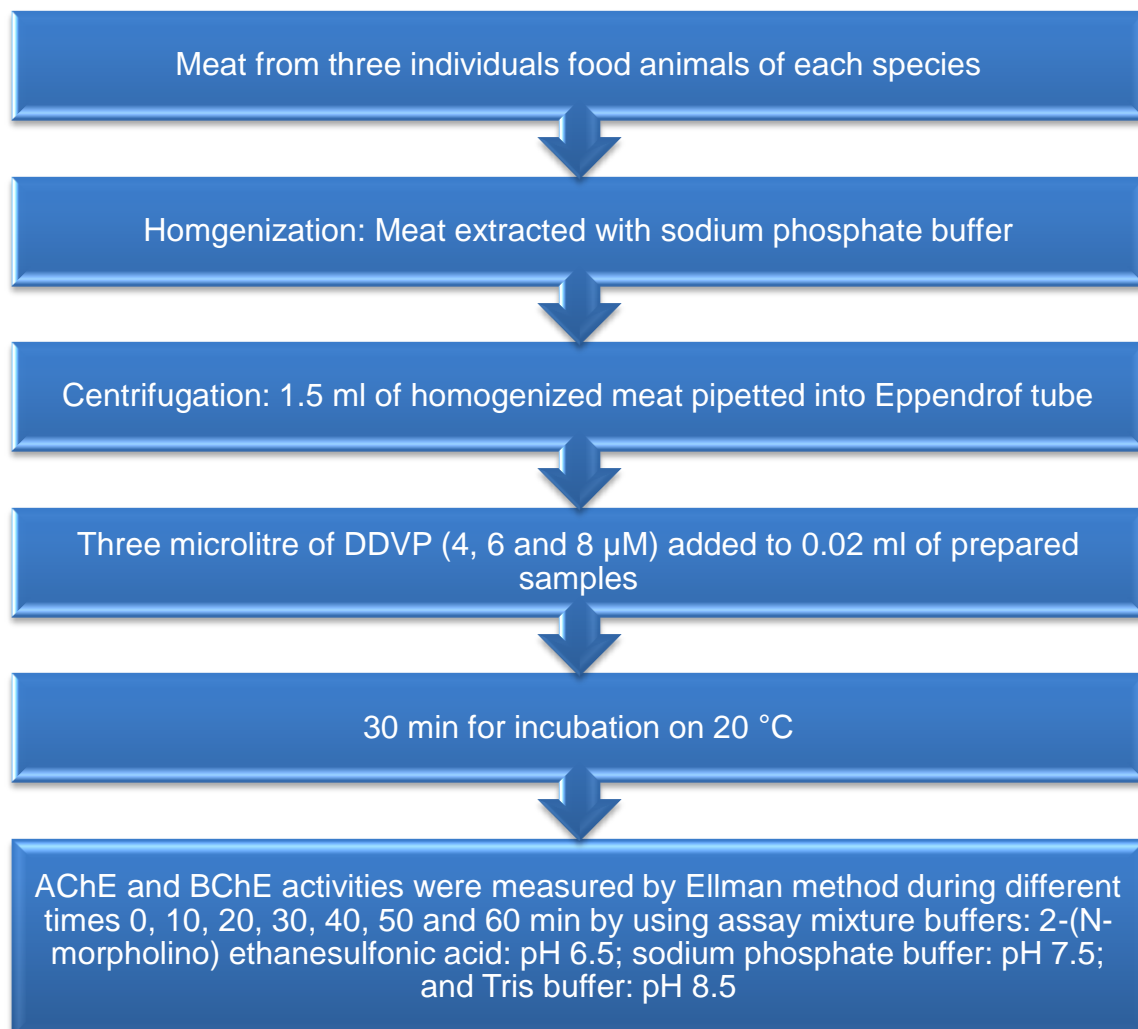 Meat from three individuals food animals of each species
Homgenization: Meat extracted with sodium phosphate buffer
Centrifugation: 1.5 ml of homogenized meat pipetted into Eppendrof tube
Three microlitre of DDVP (4, 6 and 8 µM) added to 0.02 ml of prepared
samples
30 min for incubation on 20 °C
AChE and BChE activities were measured by Ellman method during different
times 0, 10, 20, 30, 40, 50 and 60 min by using assay mixture buffers: 2-(N-
morpholino) ethanesulfonic acid: pH 6.5; sodium phosphate buffer: pH 7.5;
and Tris buffer: pH 8.5